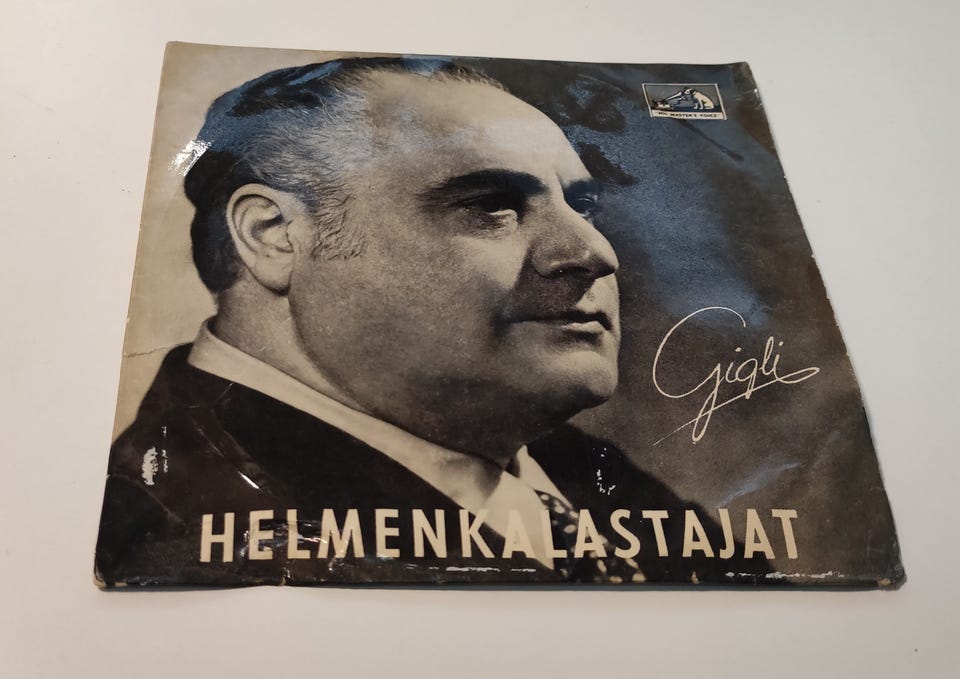 "HIS MASTER'S VOICE"
Gigli
HELMENKALASTAJAT